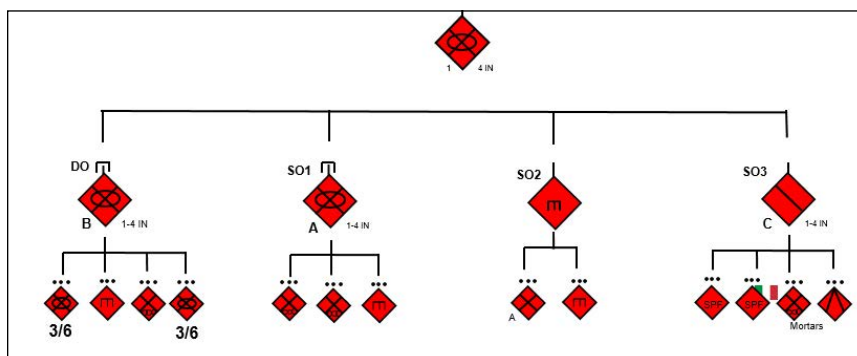 1 4 IN
DO SO1 SO2 SO3
E
B 1-4 IN A 1-4 IN C 1-4 IN
E E E SPF SPF
3/6 3/6 A Mortars